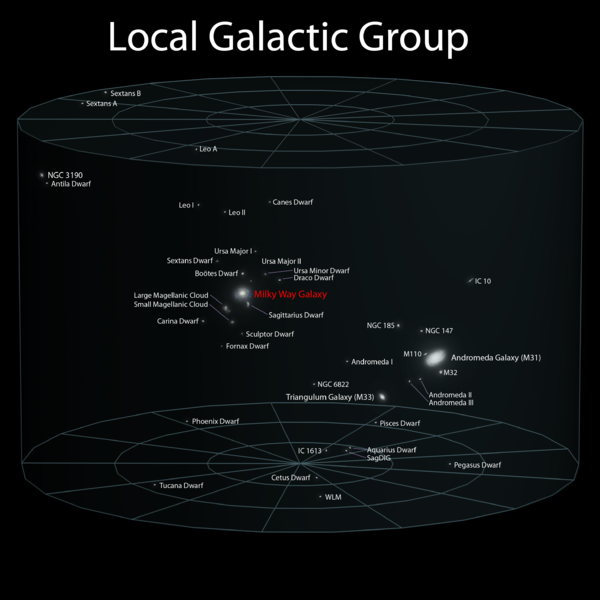 Local Galactic Group
Sextans B
Sextans A
Leo A
NGC 3190
Antila Dwarf
Leo I
Canes Dwarf
Leo II
Ursa Major I
Sextans Dwarf
Ursa Major II
Boötes Dwarf
Ursa Minor Dwarf
Draco Dwarf
IC 10
Large Magellanic Cloud
Milky Way Galaxy
Small Magellanic Cloud
Sagittarius Dwarf
Carina Dwarf
NGC 185
NGC 147
Sculptor Dwarf
Fornax Dwarf
M110
Andromeda Galaxy (M31)
Andromeda I
M32
NGC 6822
Triangulum Galaxy (M33)
Andromeda II
Andromeda III
Phoenix Dwarf
Pisces Dwarf
IC 1613
Aquarius Dwarf
SagDIG
Pegasus Dwarf
Cetus Dwarf
Tucana Dwarf
WLM